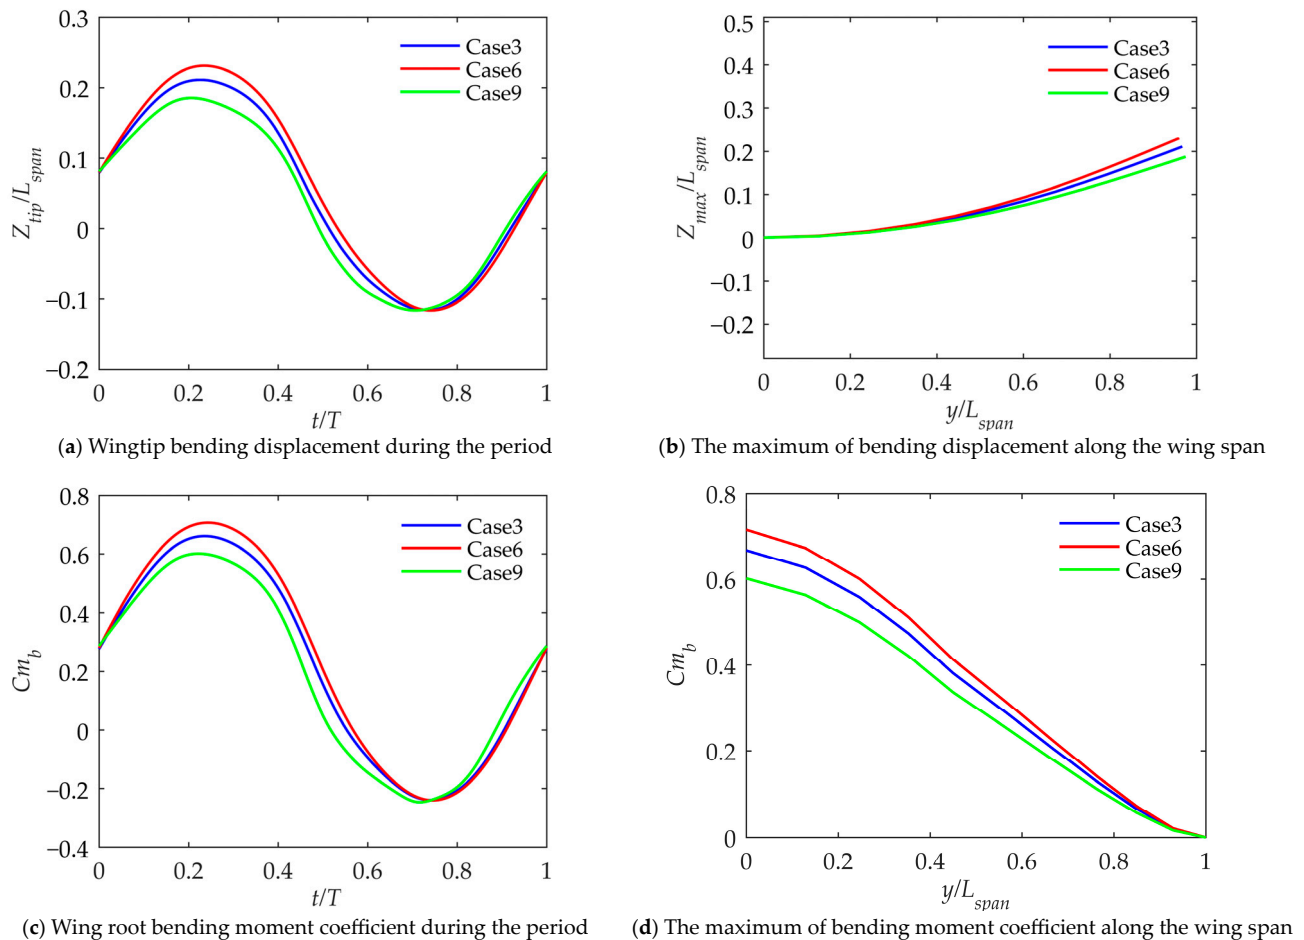 0.3
0.2
0.1
0
−0.1
−0.2
Z_tip/L_span
Case3
Case6
Case9
0
0.2
0.4
0.6
0.8
1
t/T
(a) Wingtip bending displacement during the period
0.5
0.4
0.3
0.2
0.1
0
−0.1
−0.2
Z_max/L_span
Case3
Case6
Case9
0
0.2
0.4
0.6
0.8
1
y/L_span
(b) The maximum of bending displacement along the wing span
0.8
0.6
0.4
0.2
0
−0.2
−0.4
Cm_b
Case3
Case6
Case9
0
0.2
0.4
0.6
0.8
1
t/T
(c) Wing root bending moment coefficient during the period
0.8
0.6
0.4
0.2
0
Cm_b
Case3
Case6
Case9
0
0.2
0.4
0.6
0.8
1
y/L_span
(d) The maximum of bending moment coefficient along the wing span